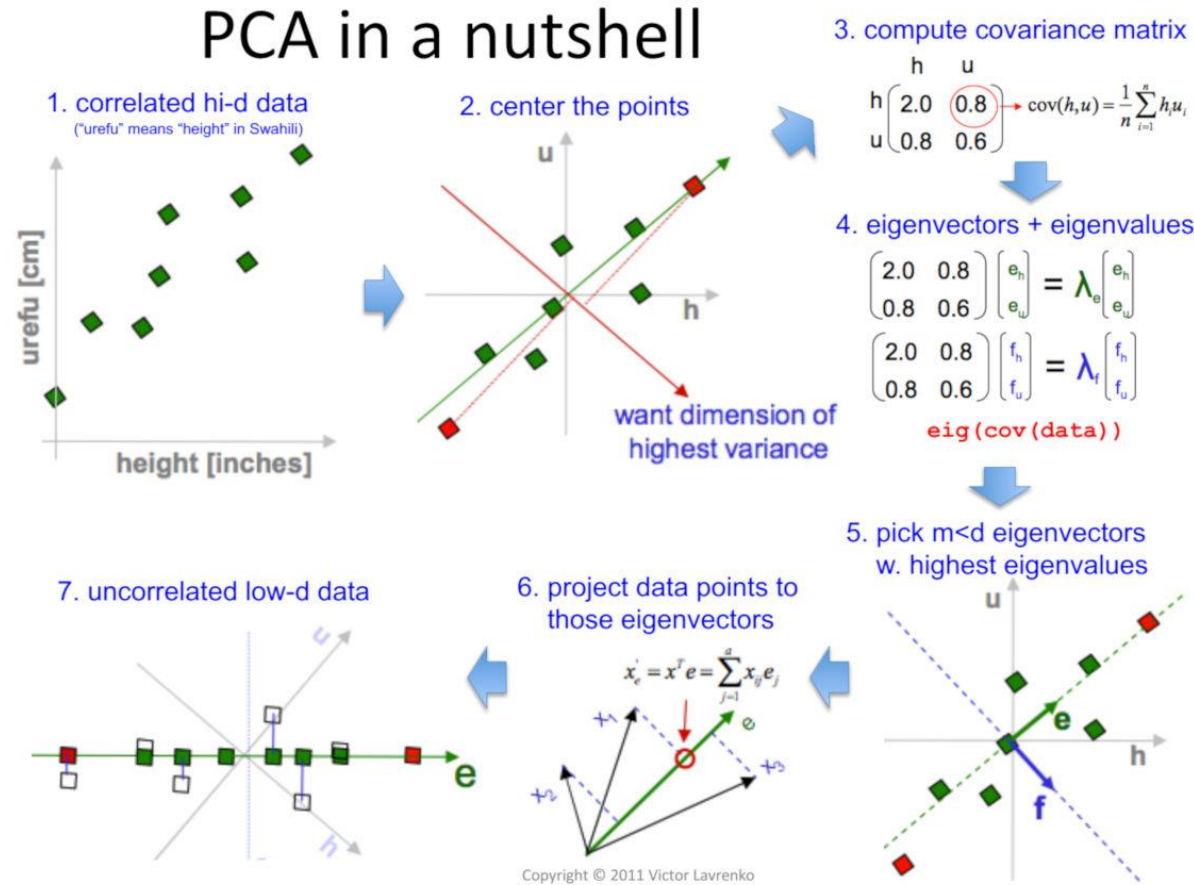 PCA in a nutshell
1. correlated hi-d data
("urefu" means "height" in Swahili)
urefu [cm]
height [inches]
2. center the points
u
h
want dimension of
highest variance
3. compute covariance matrix
h u
h 2.0 0.8 → cov(h,u) = 1/n ∑ i=1 n h_i u_i
u 0.8 0.6
4. eigenvectors + eigenvalues
2.0 0.8 e_h = λ_e e_h
0.8 0.6 e_u e_u
2.0 0.8 f_h = λ_f f_h
0.8 0.6 f_u f_u
eig(cov(data))
5. pick m<d eigenvectors
w. highest eigenvalues
u
e
h
f
6. project data points to
those eigenvectors
x'_e = x^T e = ∑ j=1 d x_ij e_j
x_1
e
x_2
x_3
7. uncorrelated low-d data
u
e
h
Copyright © 2011 Victor Lavrenko